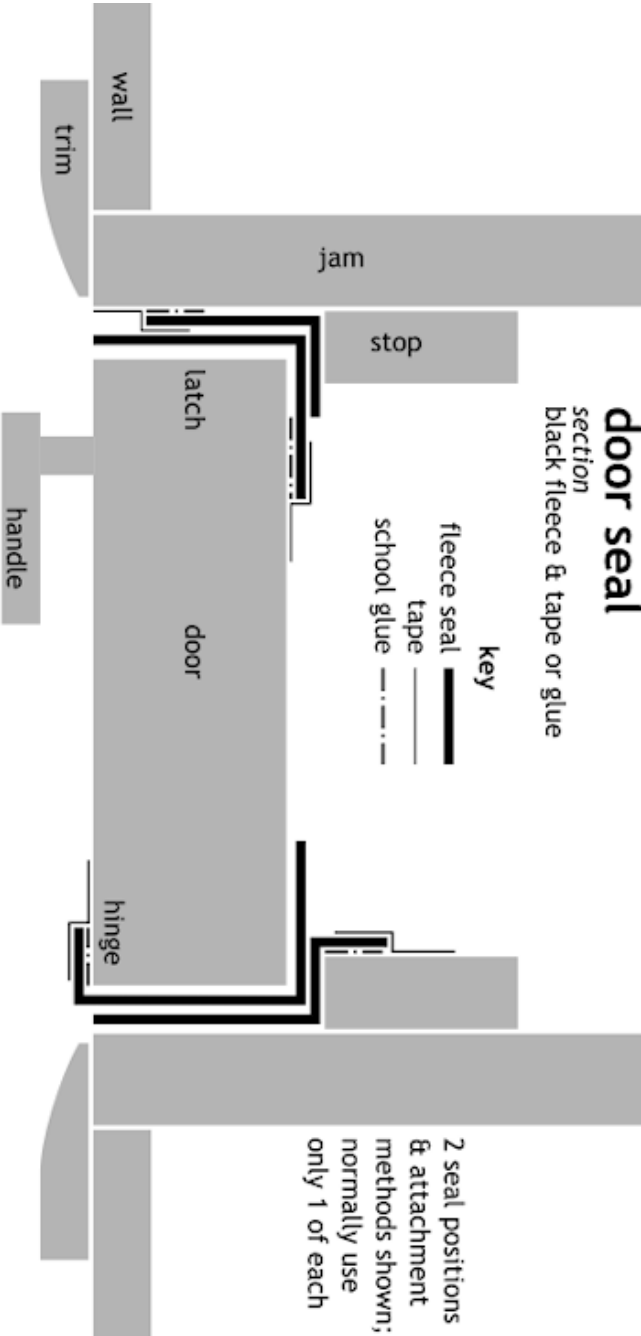 door seal
section
black fleece & tape or glue
key
fleece seal
tape
school glue
2 seal positions
& attachment
methods shown;
normally use
only 1 of each
stop
jam
latch
door
wall
hinge
trim
handle